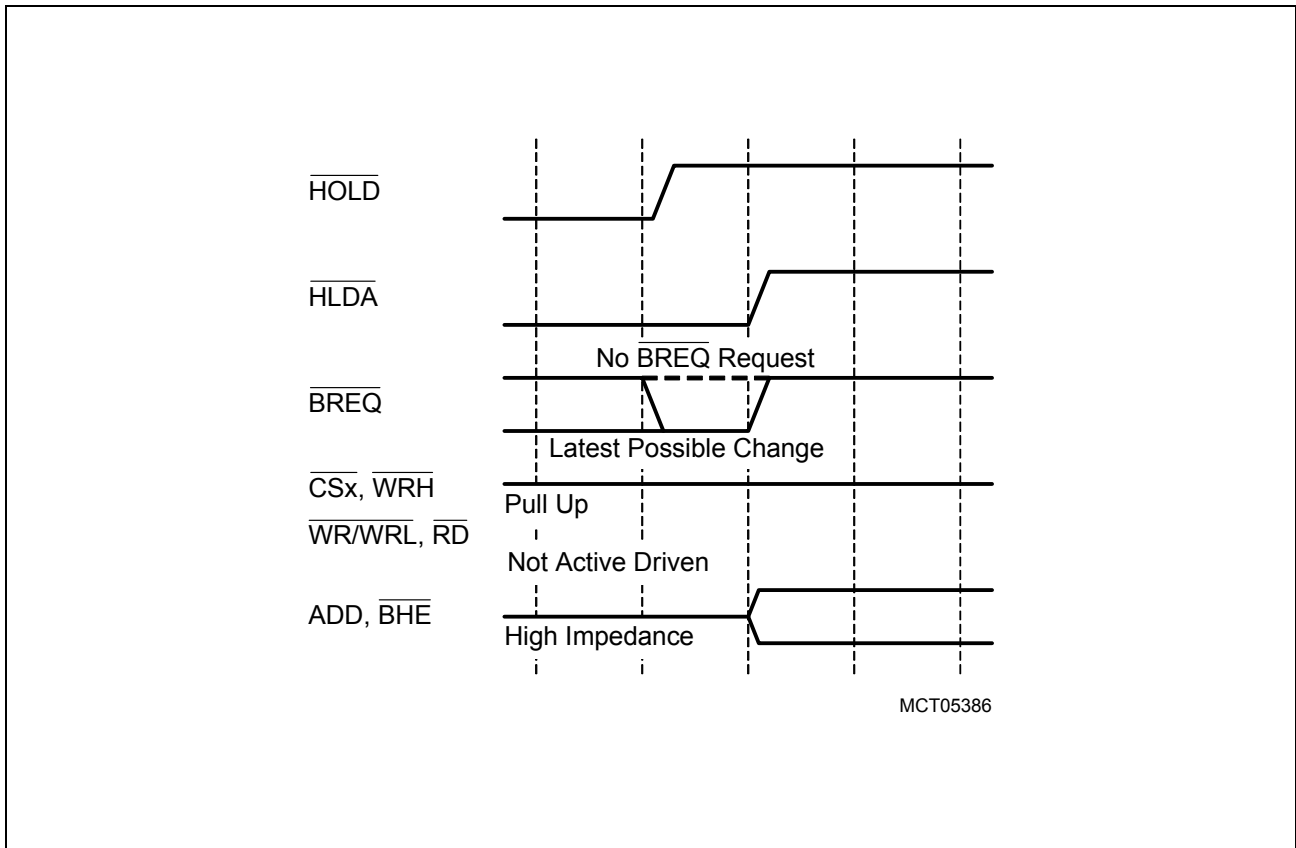 HOLD
HLDA
No BREQ Request
BREQ
Latest Possible Change
CSx, WRH
Pull Up
WR/WRL, RD
Not Active Driven
ADD, BHE
High Impedance
MCT05386